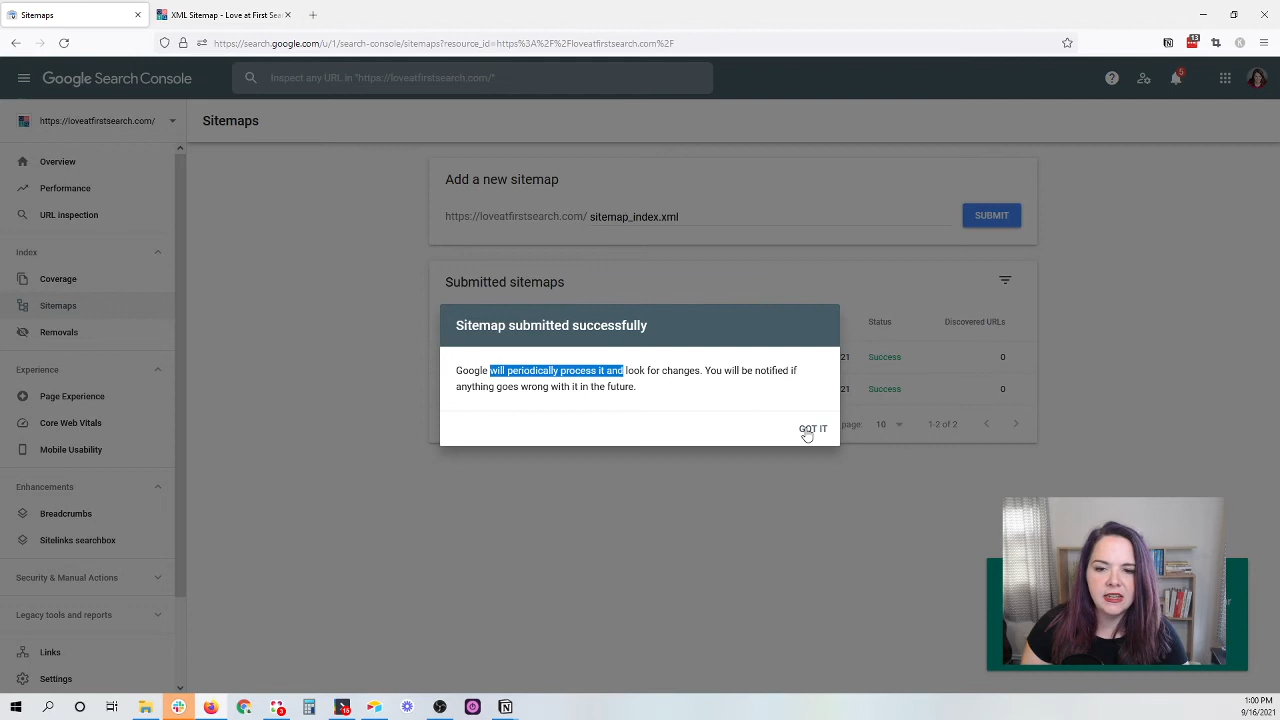 Sitemaps
XML Sitemap - Love at First Sea
https://search.google.com/u/1/search-console/sitemaps?resource_id=https%3A%2F%2Floveatfirstsearch.com%2F
13
Google Search Console
Inspect any URL in "https://loveatfirstsearch.com/"
5
https://loveatfirstsearch.com/
Sitemaps
Overview
Performance
URL inspection
Index
Coverage
Sitemaps
Removals
Experience
Page Experience
Core Web Vitals
Mobile Usability
Enhancements
Breadcrumbs
Sitelinks searchbox
Security & Manual Actions
Legacy tools and reports
Links
Settings
Add a new sitemap
https://loveatfirstsearch.com/ sitemap_index.xml
SUBMIT
Submitted sitemaps
Status Discovered URLs
21 Success 0
21 Success 0
page: 10 1-2 of 2
Sitemap submitted successfully
Google will periodically process it and look for changes. You will be notified if
anything goes wrong with it in the future.
GOT IT
1:00 PM
9/16/2021